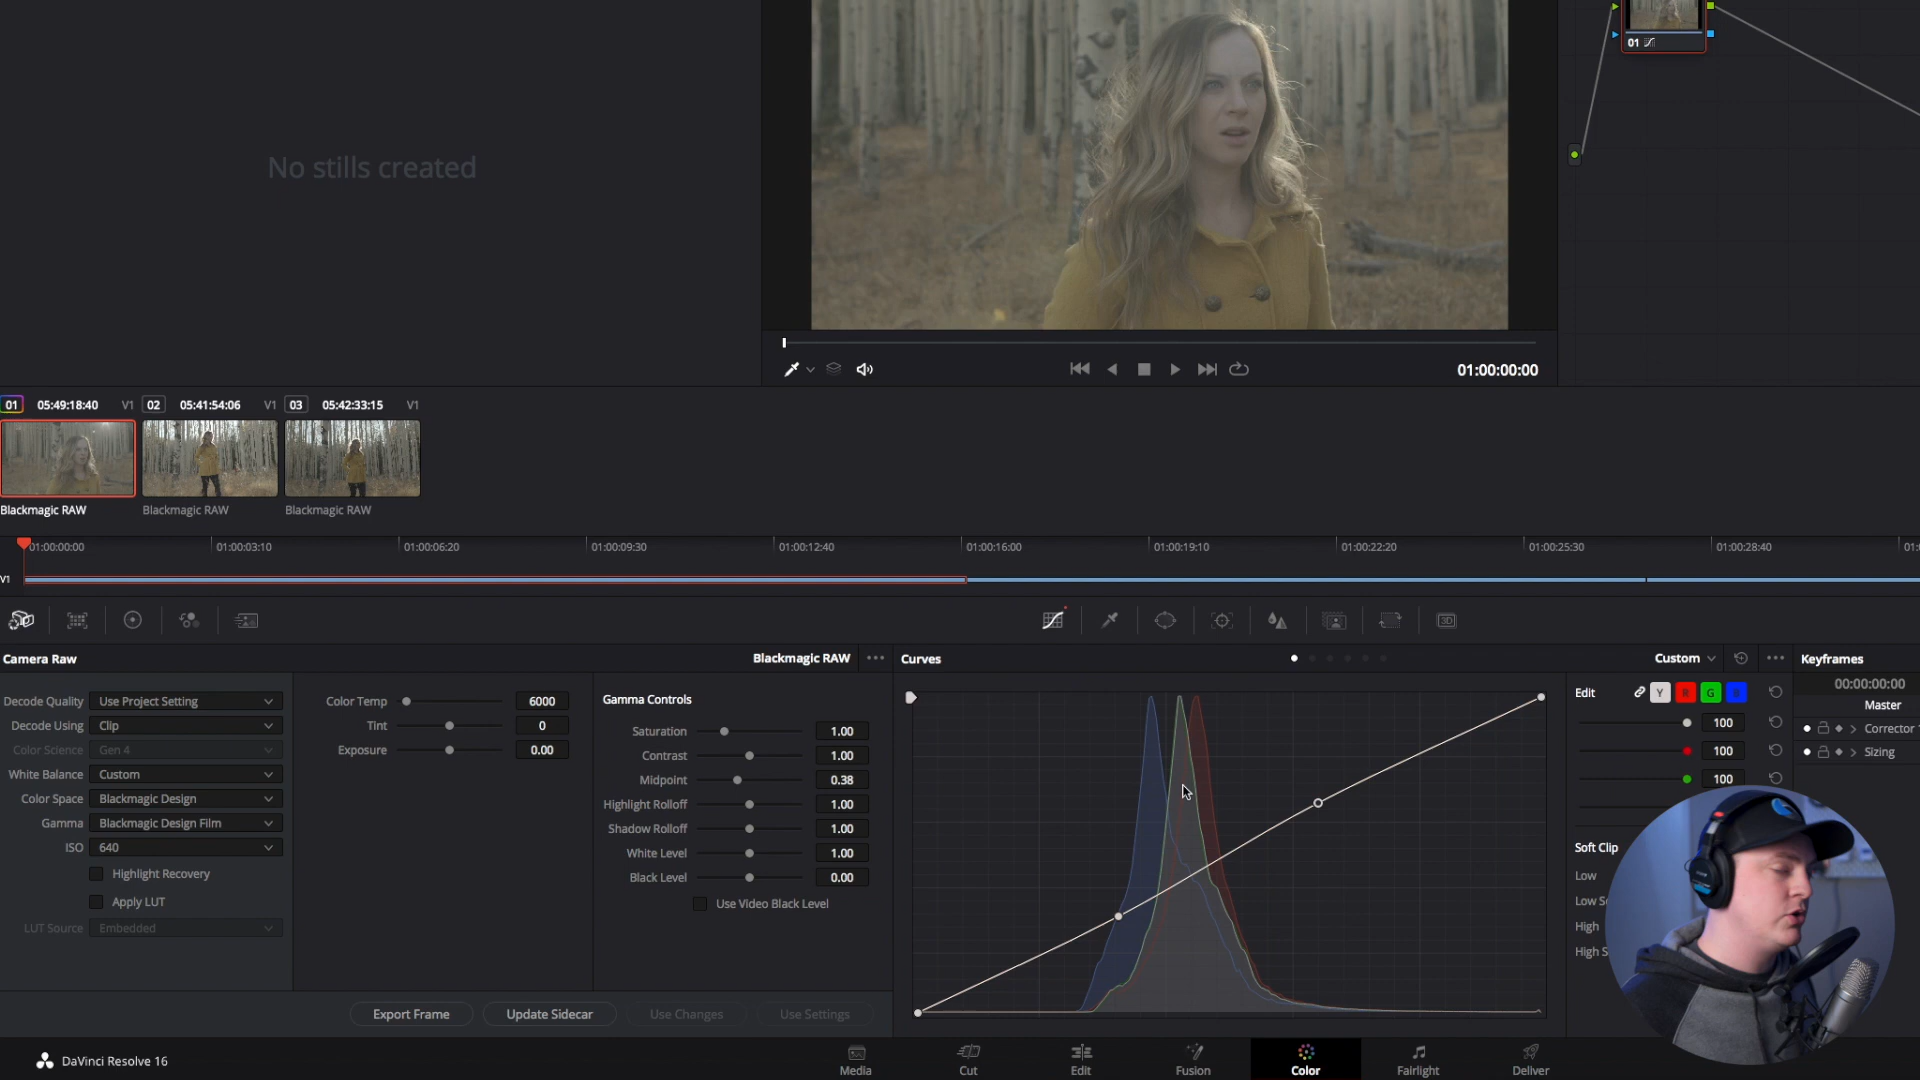 01
No stills created
01:00:00:00
01 05:49:18:40 V1 02 05:41:54:06 V1 03 05:42:33:15 V1
Blackmagic RAW Blackmagic RAW Blackmagic RAW
01:00:00:00 01:00:03:10 01:00:06:20 01:00:09:30 01:00:12:40 01:00:16:00 01:00:19:10 01:00:22:20 01:00:25:30 01:00:28:40
V1
3D
Camera Raw Blackmagic RAW Curves Custom Keyframes
00:00:00:00
Master
Corrector
Sizing
Decode Quality Use Project Setting
Decode Using Clip
Color Science Gen 4
White Balance Custom
Color Space Blackmagic Design
Gamma Blackmagic Design Film
ISO 640
Highlight Recovery
Apply LUT
LUT Source Embedded
Color Temp 6000
Tint 0
Exposure 0.00
Gamma Controls
Saturation 1.00
Contrast 1.00
Midpoint 0.38
Highlight Rolloff 1.00
Shadow Rolloff 1.00
White Level 1.00
Black Level 0.00
Use Video Black Level
Edit Y R G B
100
100
100
Soft Clip
Low
Low S
High
High S
Export Frame Update Sidecar Use Changes Use Settings
DaVinci Resolve 16
Media Cut Edit Fusion Color Fairlight Deliver